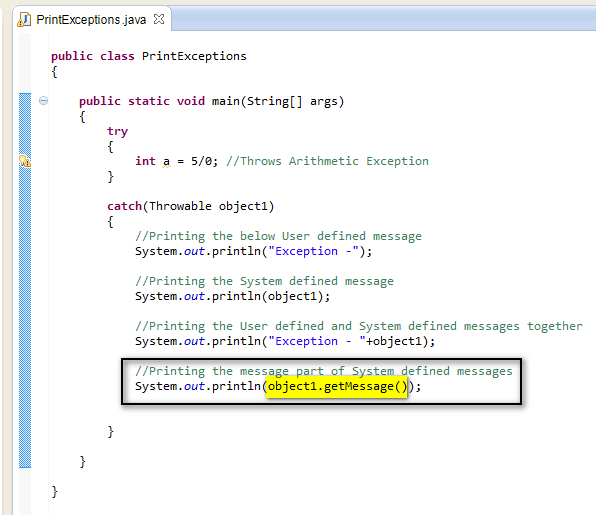 PrintExceptions.java
public class PrintExceptions
{
public static void main(String[] args)
{
try
{
int a = 5/0; //Throws Arithmetic Exception
}
catch(Throwable object1)
{
//Printing the below User defined message
System.out.println("Exception -");
//Printing the System defined message
System.out.println(object1);
//Printing the User defined and System defined messages together
System.out.println("Exception - "+object1);
//Printing the message part of System defined messages
System.out.println(object1.getMessage());
}
}
}